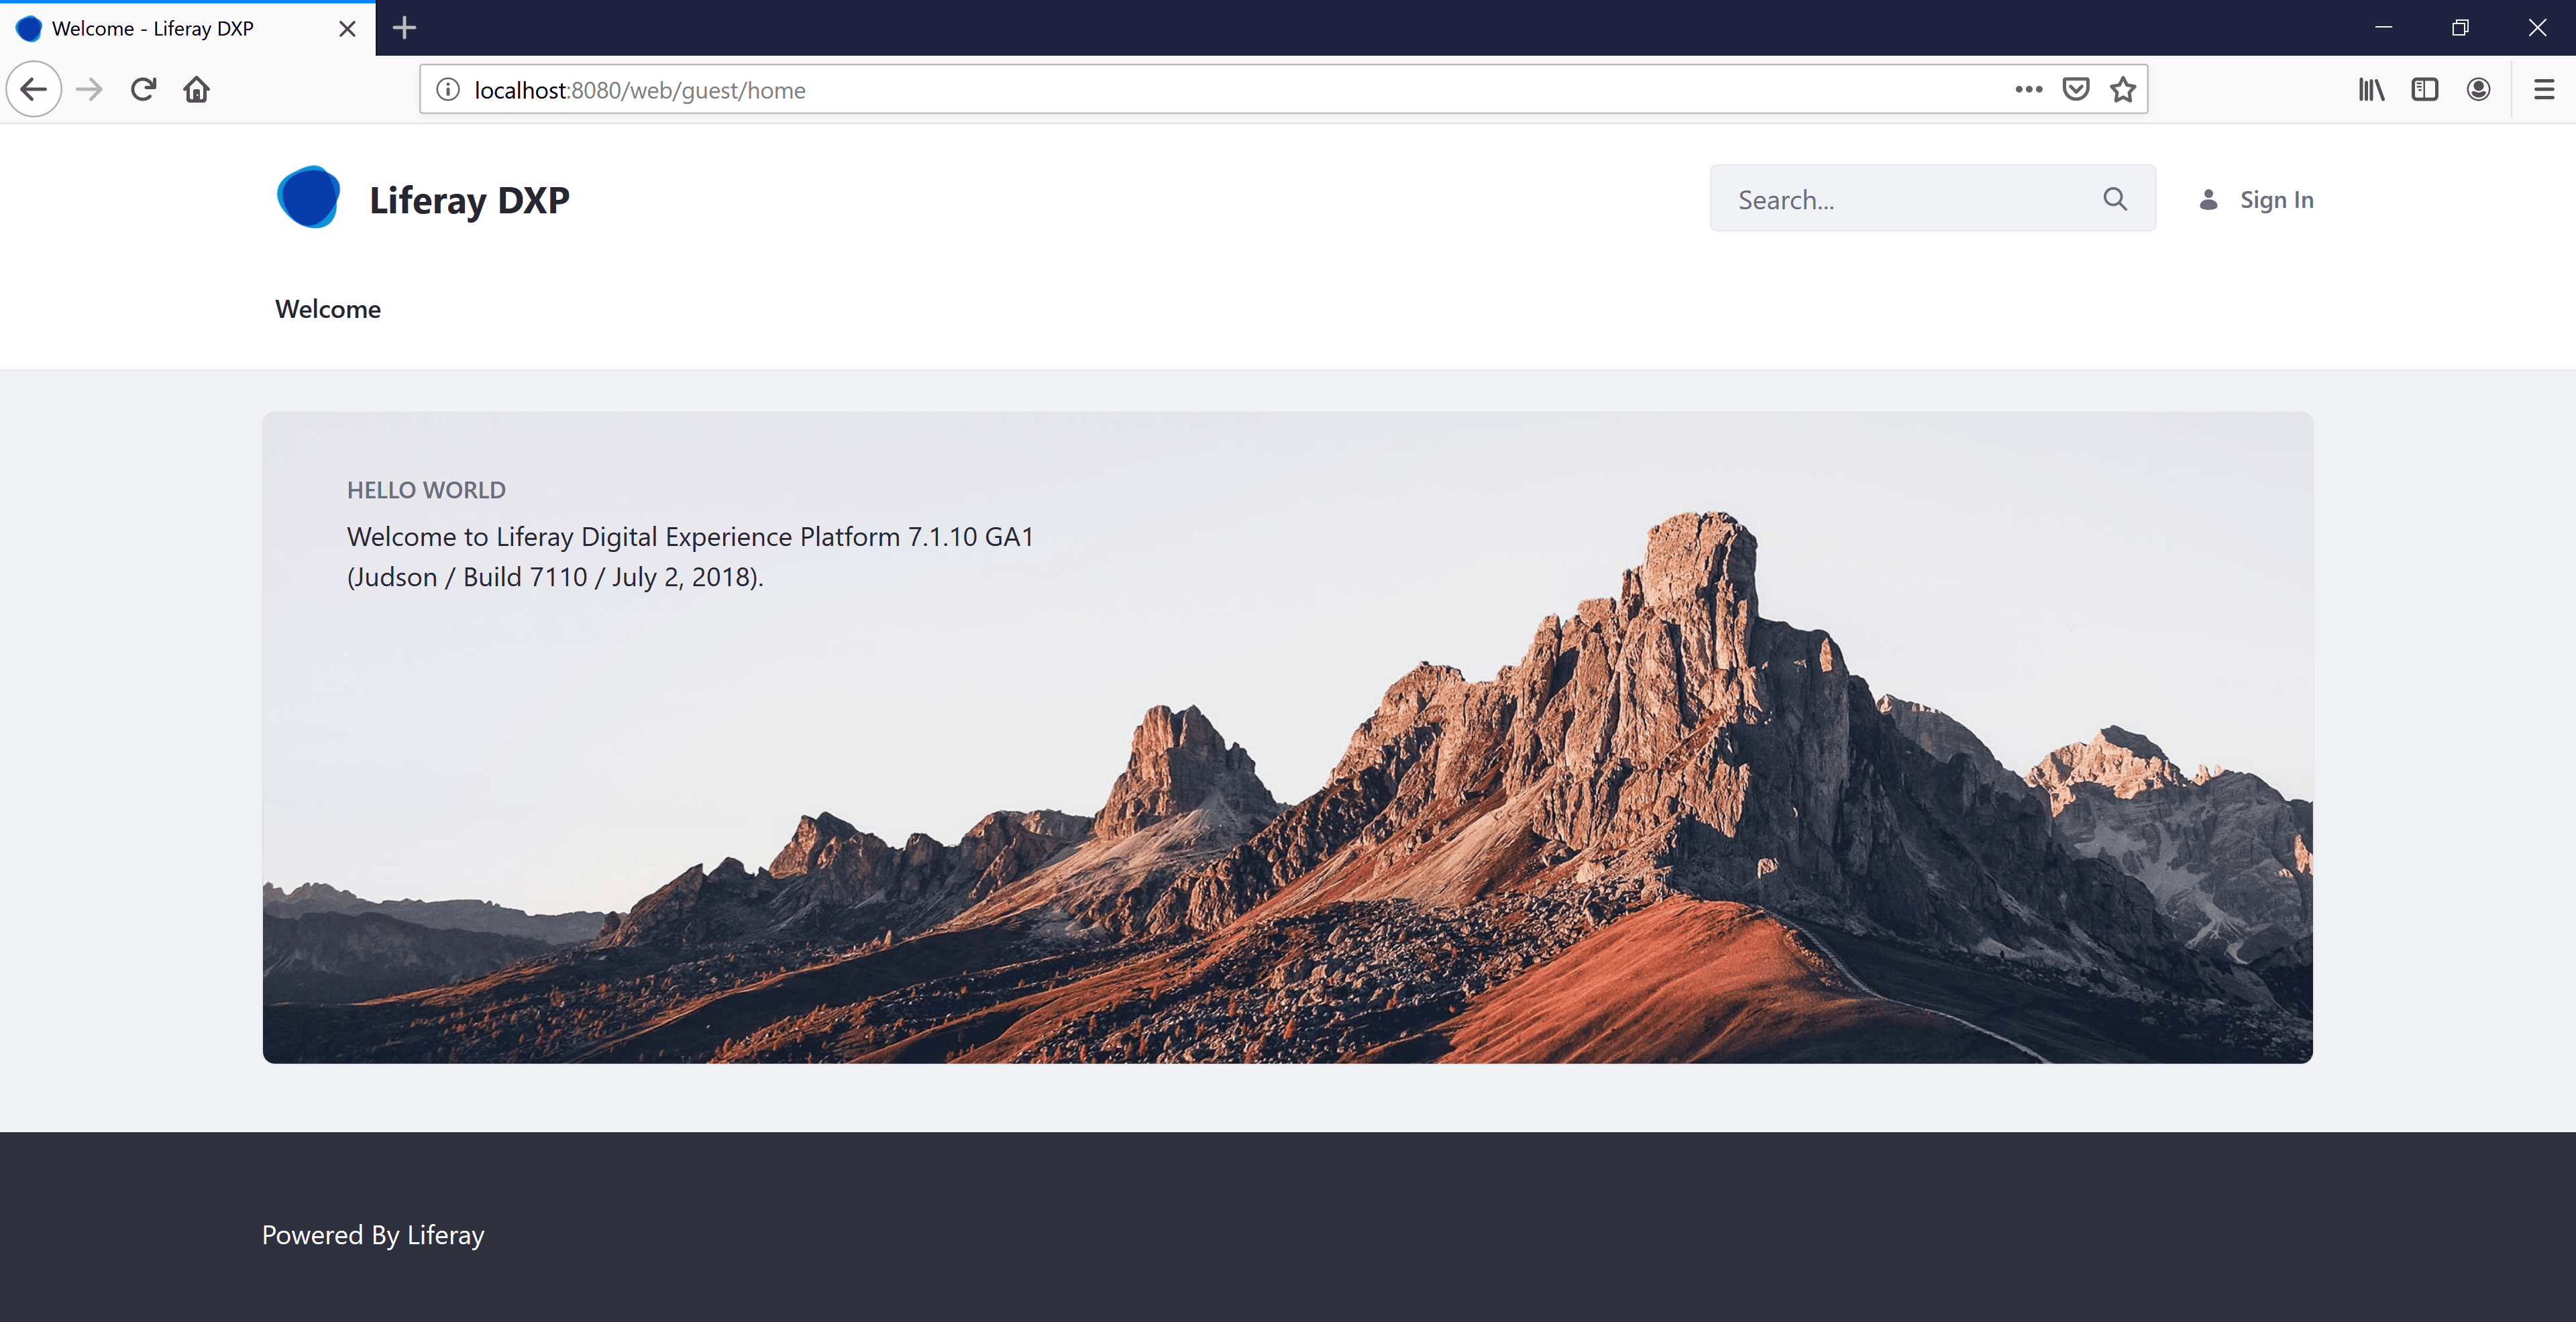 Welcome - Liferay DXP
localhost:8080/web/guest/home
Liferay DXP
Search...
Sign In
Welcome
HELLO WORLD
Welcome to Liferay Digital Experience Platform 7.1.10 GA1
(Judson / Build 7110 / July 2, 2018).
Powered By Liferay